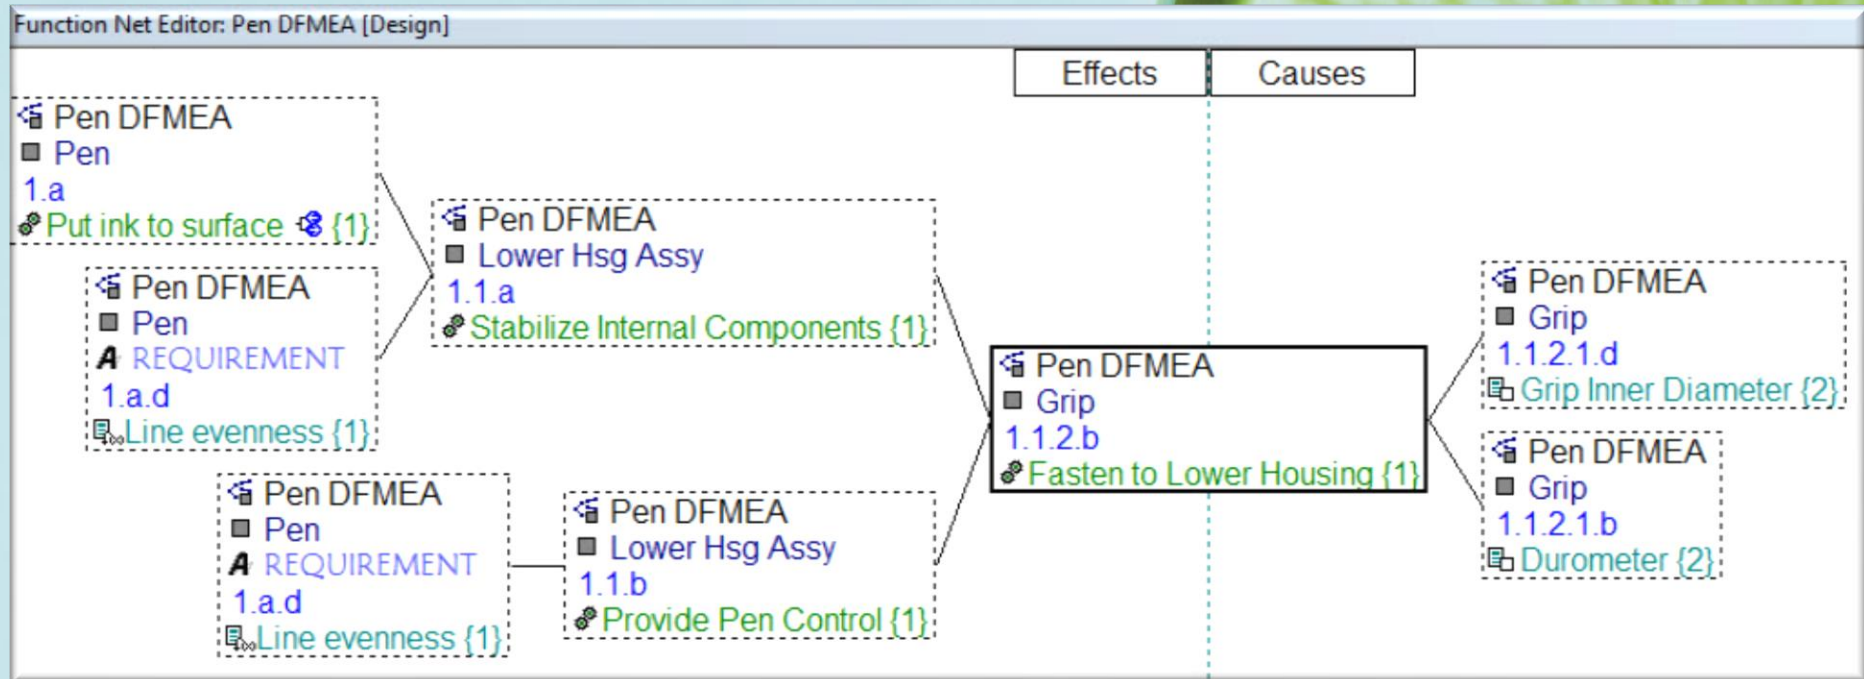 Function Net Editor: Pen DFMEA [Design]
Effects
Causes
Pen DFMEA
Pen
1.a
Put ink to surface {1}
Pen DFMEA
Pen
REQUIREMENT
1.a.d
Line evenness {1}
Pen DFMEA
Lower Hsg Assy
1.1.a
Stabilize Internal Components {1}
Pen DFMEA
Pen
REQUIREMENT
1.a.d
Line evenness {1}
Pen DFMEA
Lower Hsg Assy
1.1.b
Provide Pen Control {1}
Pen DFMEA
Grip
1.1.2.b
Fasten to Lower Housing {1}
Pen DFMEA
Grip
1.1.2.1.d
Grip Inner Diameter {2}
Pen DFMEA
Grip
1.1.2.1.b
Durometer {2}